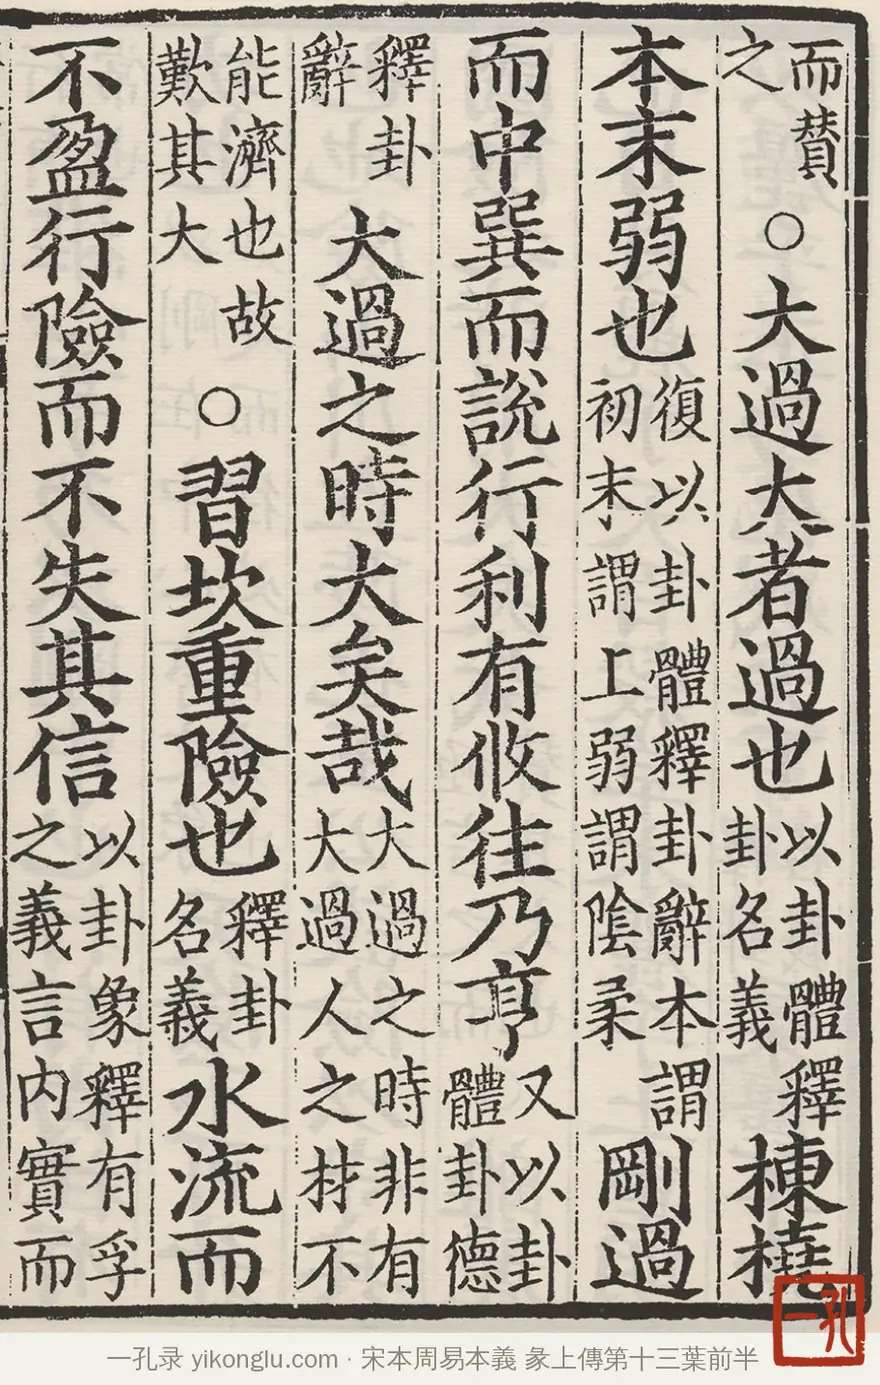 而賛之○大過大者過也以卦體釋卦名義棟橈
本末弱也復以卦體釋卦辭本謂初末謂上弱謂陰柔剛過
而中巽而說行利有攸往乃亨又以卦體卦德
釋卦辭大過之時大矣哉大過之時非有大過人之材不
能濟也故歎其大○習坎重險也釋卦名義水流而
不盈行險而不失其信以卦象釋有孚之義言内實而
一孔
一孔录 yikonglu.com · 宋本周易本義 彖上傳第十三葉前半